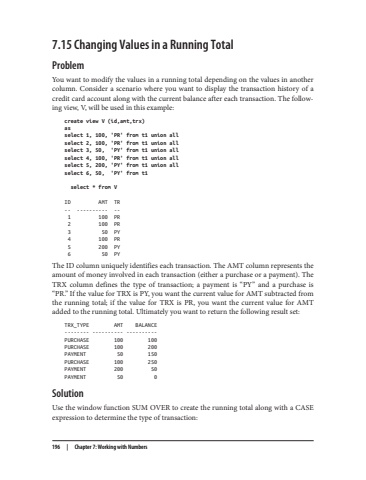 7.15 Changing Values in a Running Total
Problem
You want to modify the values in a running total depending on the values in another
column. Consider a scenario where you want to display the transaction history of a
credit card account along with the current balance after each transaction. The follow-
ing view, V, will be used in this example:
create view V (id,amt,trx)
as
select 1, 100, 'PR' from t1 union all
select 2, 100, 'PR' from t1 union all
select 3, 50, 'PY' from t1 union all
select 4, 100, 'PR' from t1 union all
select 5, 200, 'PY' from t1 union all
select 6, 50, 'PY' from t1
select * from V
ID AMT TR
-- ---------- --
1 100 PR
2 100 PR
3 50 PY
4 100 PR
5 200 PY
6 50 PY
The ID column uniquely identifies each transaction. The AMT column represents the
amount of money involved in each transaction (either a purchase or a payment). The
TRX column defines the type of transaction; a payment is “PY” and a purchase is
“PR.” If the value for TRX is PY, you want the current value for AMT subtracted from
the running total; if the value for TRX is PR, you want the current value for AMT
added to the running total. Ultimately you want to return the following result set:
TRX_TYPE AMT BALANCE
-------- ---------- ----------
PURCHASE 100 100
PURCHASE 100 200
PAYMENT 50 150
PURCHASE 100 250
PAYMENT 200 50
PAYMENT 50 0
Solution
Use the window function SUM OVER to create the running total along with a CASE
expression to determine the type of transaction:
196 | Chapter 7: Working with Numbers